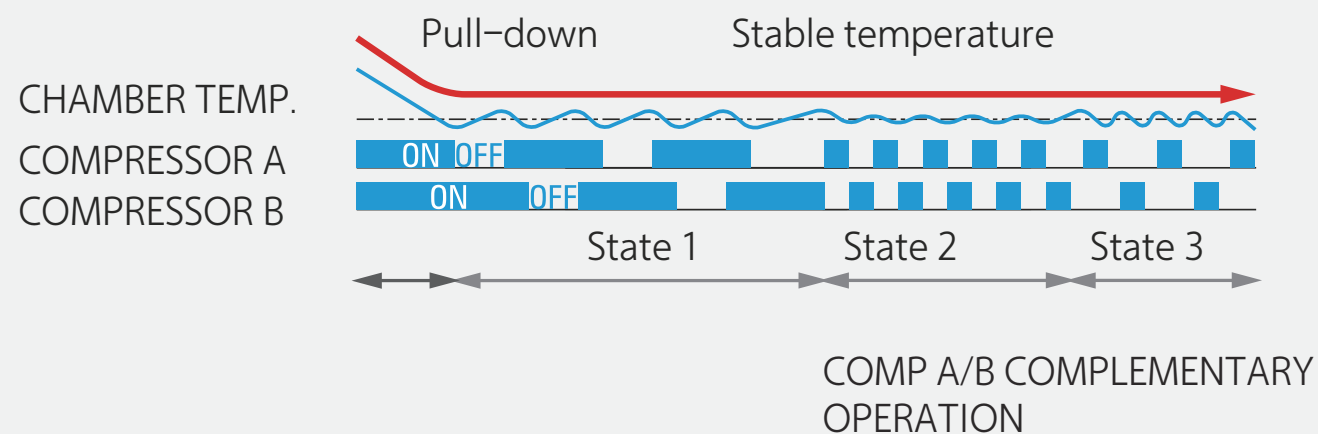 Pull-down Stable temperature
CHAMBER TEMP.
COMPRESSOR A ON OFF
COMPRESSOR B ON OFF
State 1 State 2 State 3
COMP A/B COMPLEMENTARY
OPERATION